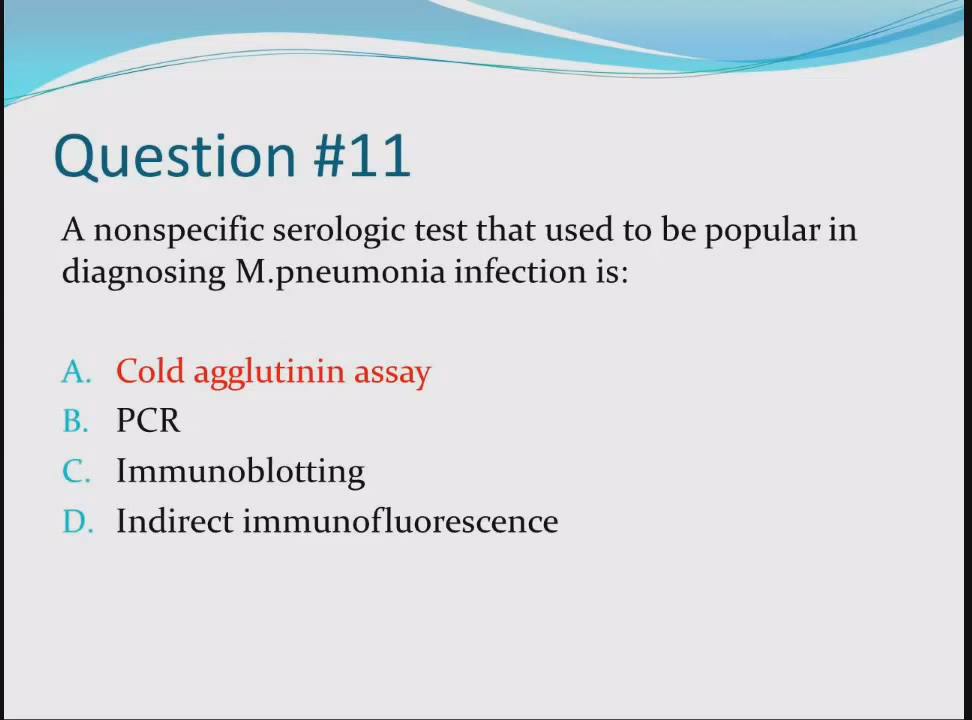 Question #11
A nonspecific serologic test that used to be popular in
diagnosing M.pneumonia infection is:
A. Cold agglutinin assay
B. PCR
C. Immunoblotting
D. Indirect immunofluorescence